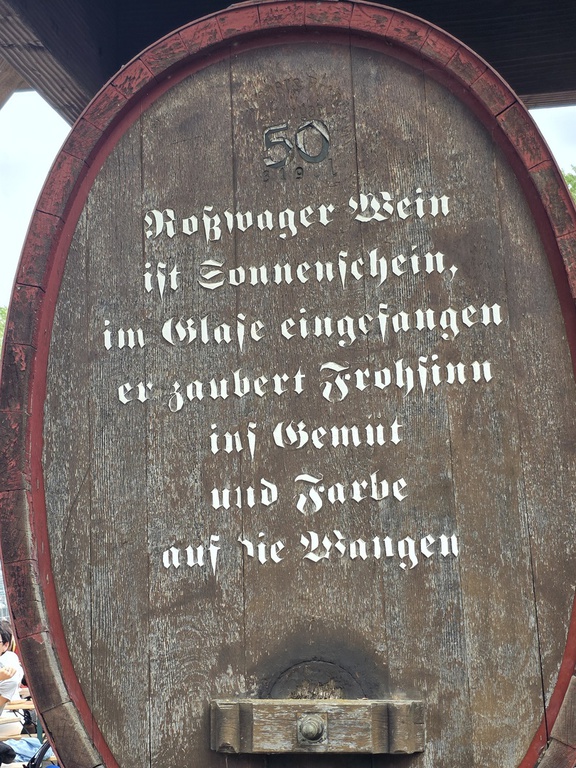 50
Roßwager Wein
iſt Sonnenſchein,
im Glaſe eingefangen
er zaubert Frohſinn
inſ Gemüt
und Farbe
auf die Wangen